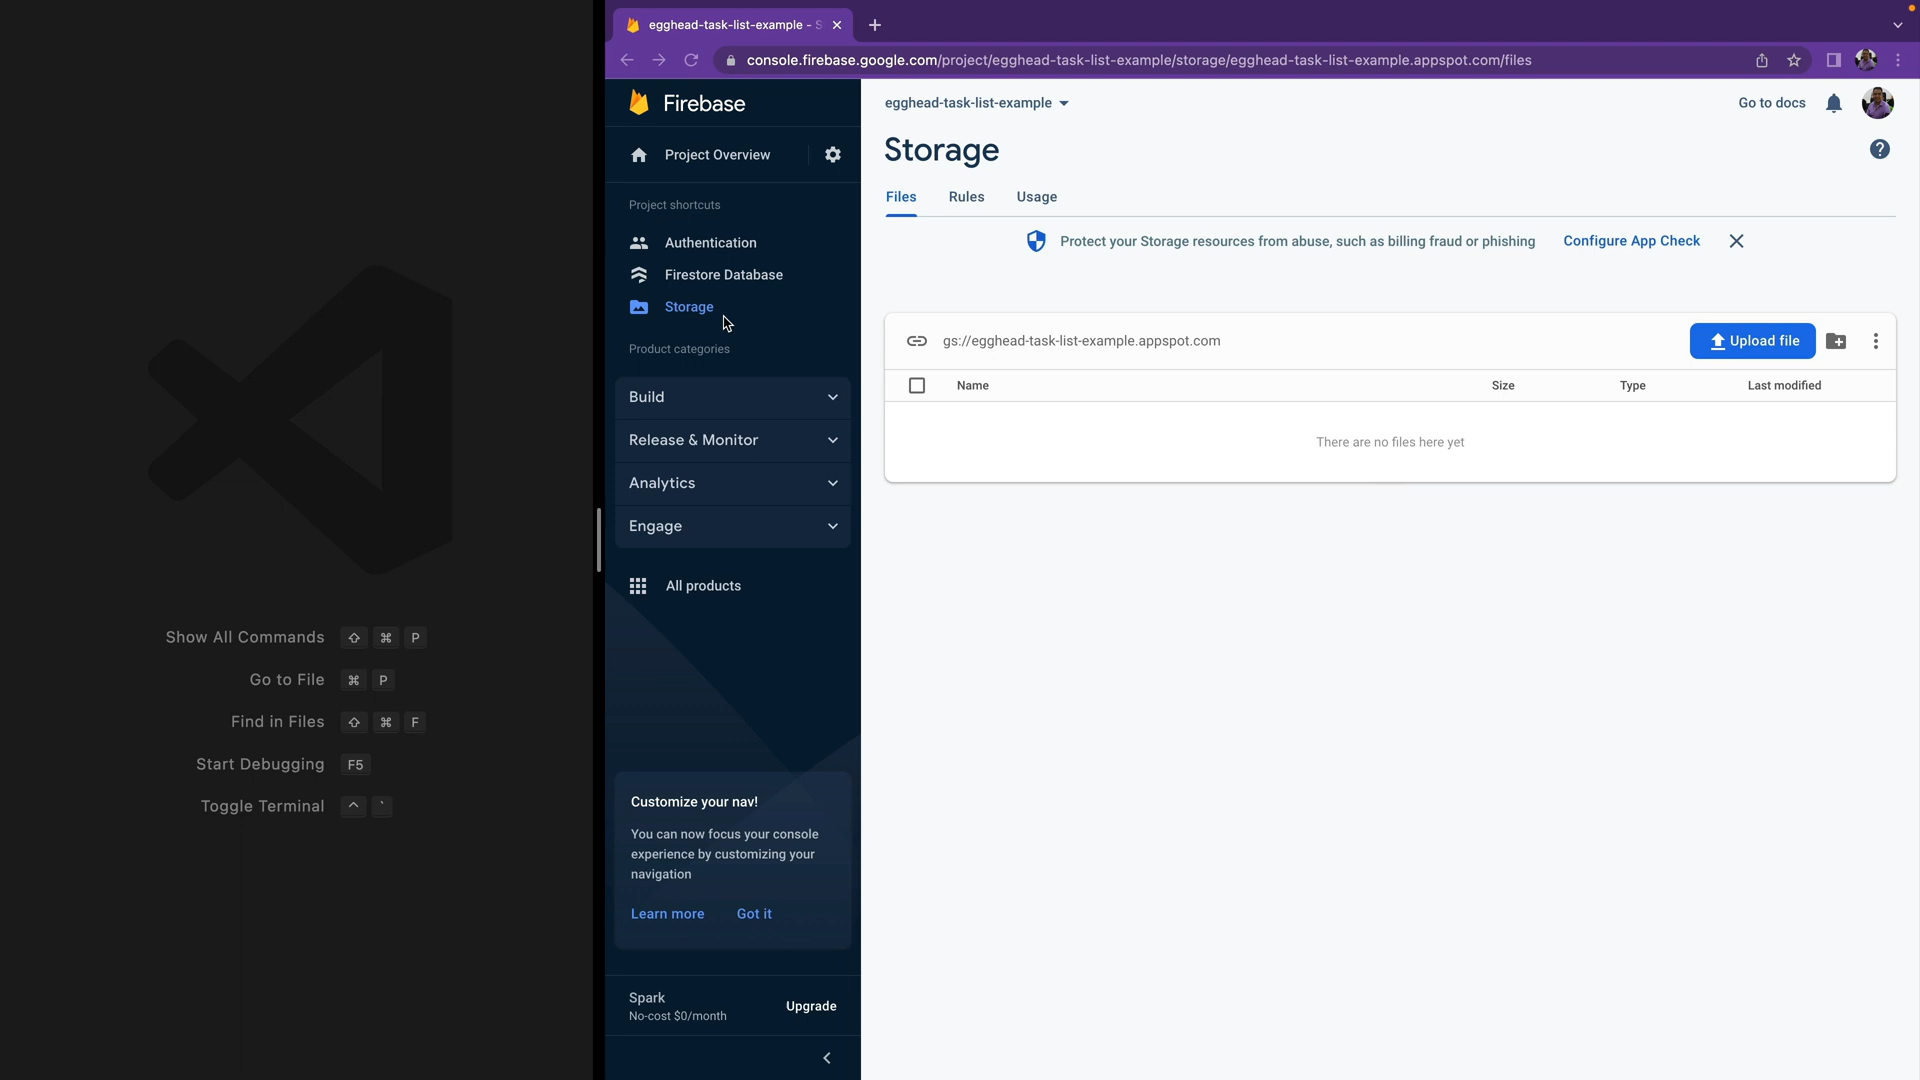 Show All Commands ⇧ ⌘ P
Go to File ⌘ P
Find in Files ⇧ ⌘ F
Start Debugging F5
Toggle Terminal ^ `
egghead-task-list-example - S
console.firebase.google.com/project/egghead-task-list-example/storage/egghead-task-list-example.appspot.com/files
Firebase
Project Overview
Project shortcuts
Authentication
Firestore Database
Storage
Product categories
Build
Release & Monitor
Analytics
Engage
All products
Customize your nav!
You can now focus your console
experience by customizing your
navigation
Learn more Got it
Spark
No-cost $0/month
Upgrade
egghead-task-list-example
Go to docs
Storage
Files Rules Usage
Protect your Storage resources from abuse, such as billing fraud or phishing Configure App Check
gs://egghead-task-list-example.appspot.com
Upload file
Name Size Type Last modified
There are no files here yet